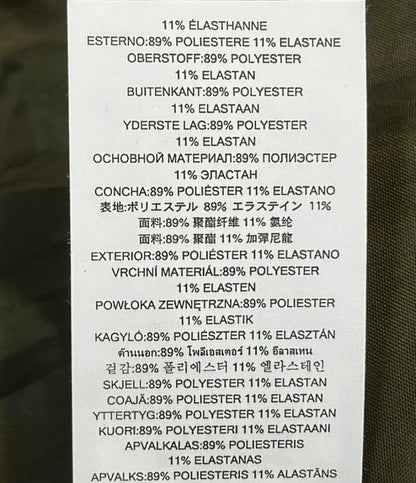 11% ÉLASTHANNE
ESTERNO:89% POLIESTERE 11% ELASTANE
OBERSTOFF:89% POLYESTER
11% ELASTAN
BUITENKANT:89% POLYESTER
11% ELASTAAN
YDERSTE LAG:89% POLYESTER
11% ELASTAN
ОСНОВНОЙ МАТЕРИАЛ:89% ПОЛИЭСТЕР
11% ЭЛАСТАН
CONCHA:89% POLIÉSTER 11% ELASTANO
表地:ポリエステル 89% エラステイン 11%
面料:89% 聚酯纤维 11% 氨纶
面料:89% 聚酯 11% 加彈尼龍
EXTERIOR:89% POLIÉSTER 11% ELASTANO
VRCHNÍ MATERIÁL:89% POLYESTER
11% ELASTEN
POWŁOKA ZEWNĘTRZNA:89% POLIESTER
11% ELASTIK
KAGYLÓ:89% POLIÉSZTER 11% ELASZTÁN
ด้านนอก:89% โพลีเอสเตอร์ 11% อีลาสเทน
겉감:89% 폴리에스터 11% 엘라스테인
SKJELL:89% POLYESTER 11% ELASTAN
COAJĂ:89% POLIESTER 11% ELASTAN
YTTERTYG:89% POLYESTER 11% ELASTAN
KUORI:89% POLYESTERI 11% ELASTAANI
APVALKALAS:89% POLIESTERIS
11% ELASTANAS
APVALKS:89% POLIESTERIS 11% ALASTĀNS